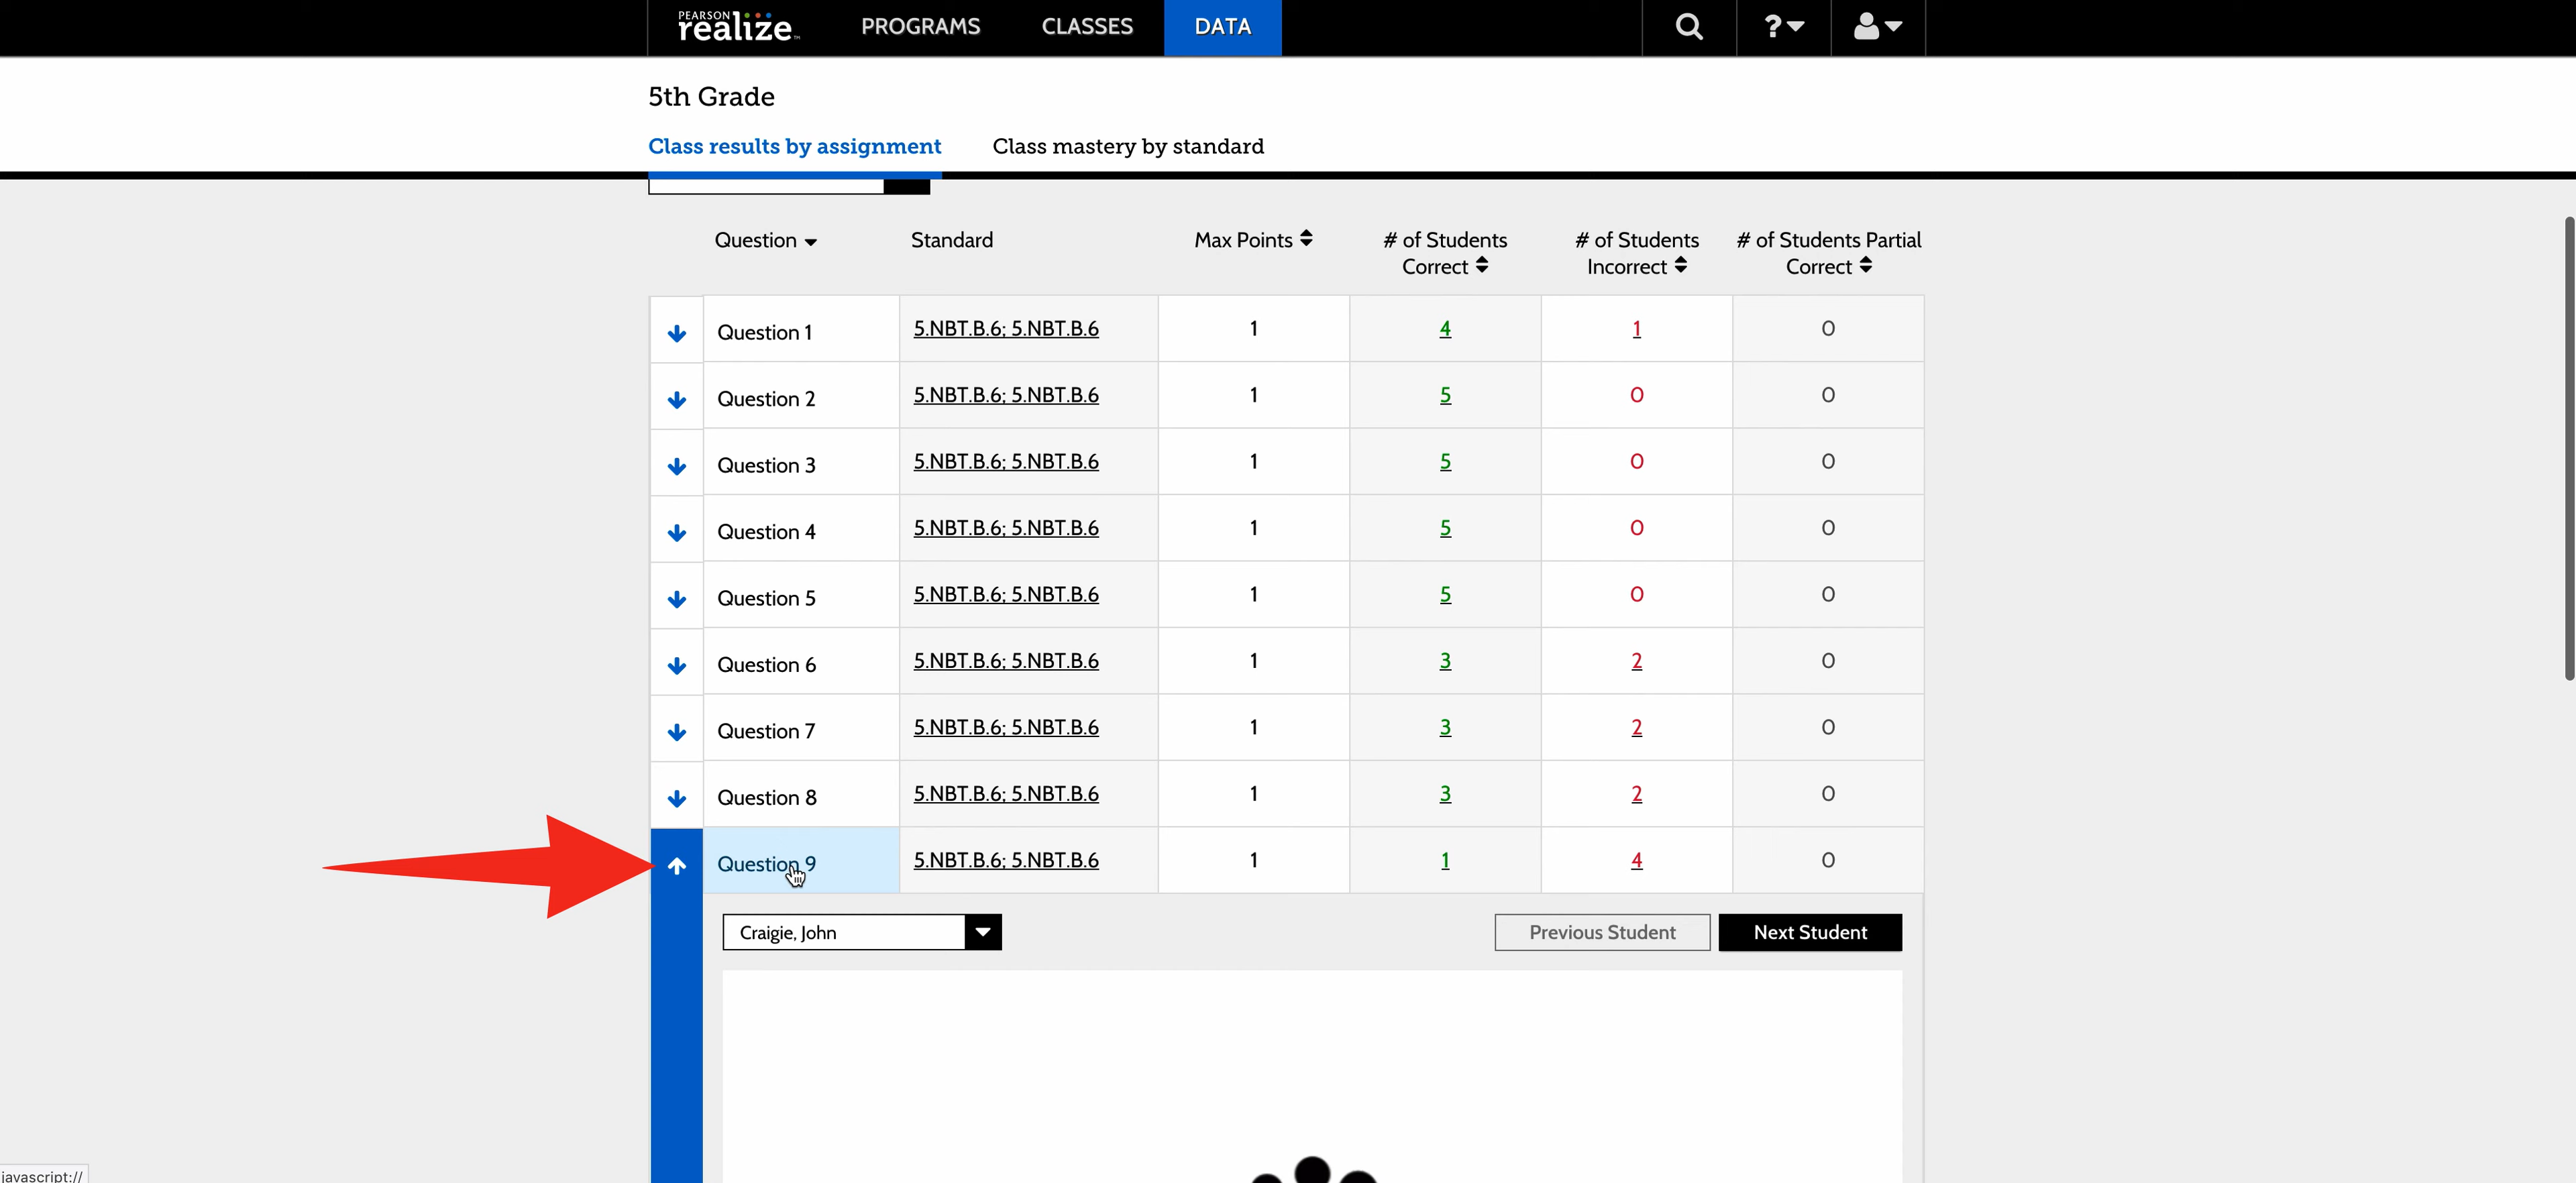 PEARSON
realize™ PROGRAMS CLASSES DATA ?
5th Grade
Class results by assignment Class mastery by standard
Question Standard Max Points # of Students Correct # of Students Incorrect # of Students Partial Correct
Question 1 5.NBT.B.6; 5.NBT.B.6 1 4 1 0
Question 2 5.NBT.B.6; 5.NBT.B.6 1 5 0 0
Question 3 5.NBT.B.6; 5.NBT.B.6 1 5 0 0
Question 4 5.NBT.B.6; 5.NBT.B.6 1 5 0 0
Question 5 5.NBT.B.6; 5.NBT.B.6 1 5 0 0
Question 6 5.NBT.B.6; 5.NBT.B.6 1 3 2 0
Question 7 5.NBT.B.6; 5.NBT.B.6 1 3 2 0
Question 8 5.NBT.B.6; 5.NBT.B.6 1 3 2 0
Question 9 5.NBT.B.6; 5.NBT.B.6 1 1 4 0
Craigie, John Previous Student Next Student
javascript://